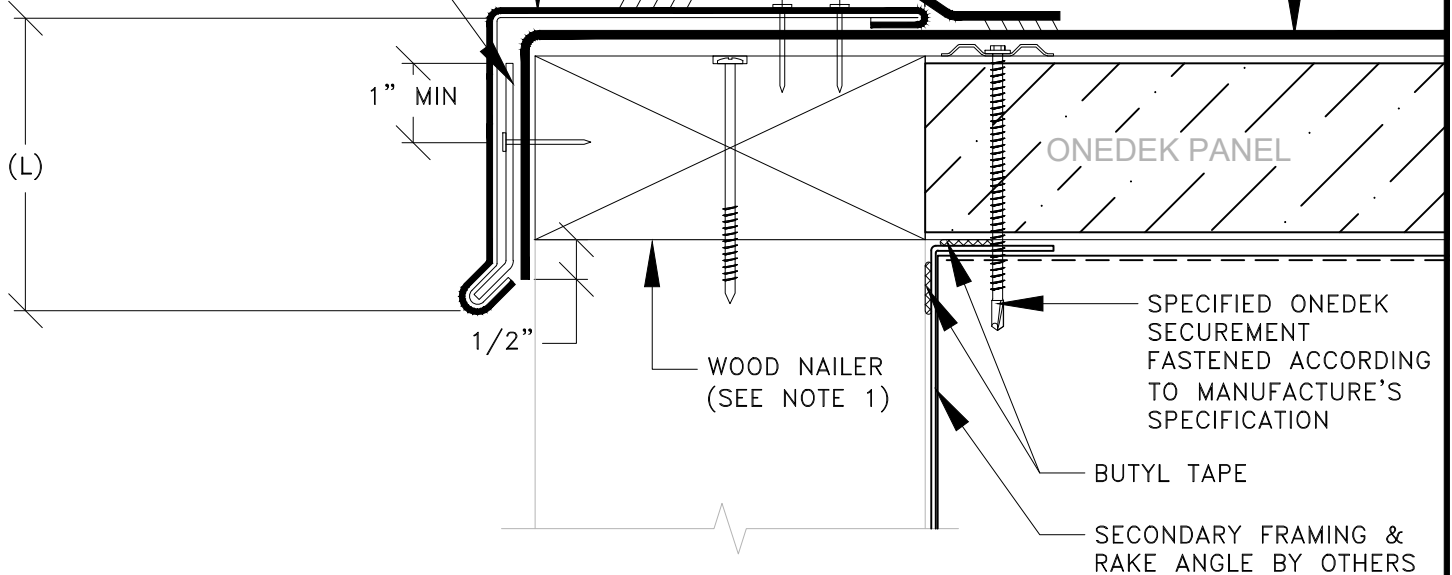 1” MIN
(L)
ONEDEK PANEL
1/2”
WOOD NAILER
(SEE NOTE 1)
SPECIFIED ONEDEK
SECUREMENT
FASTENED ACCORDING
TO MANUFACTURE’S
SPECIFICATION
BUTYL TAPE
SECONDARY FRAMING &
RAKE ANGLE BY OTHERS